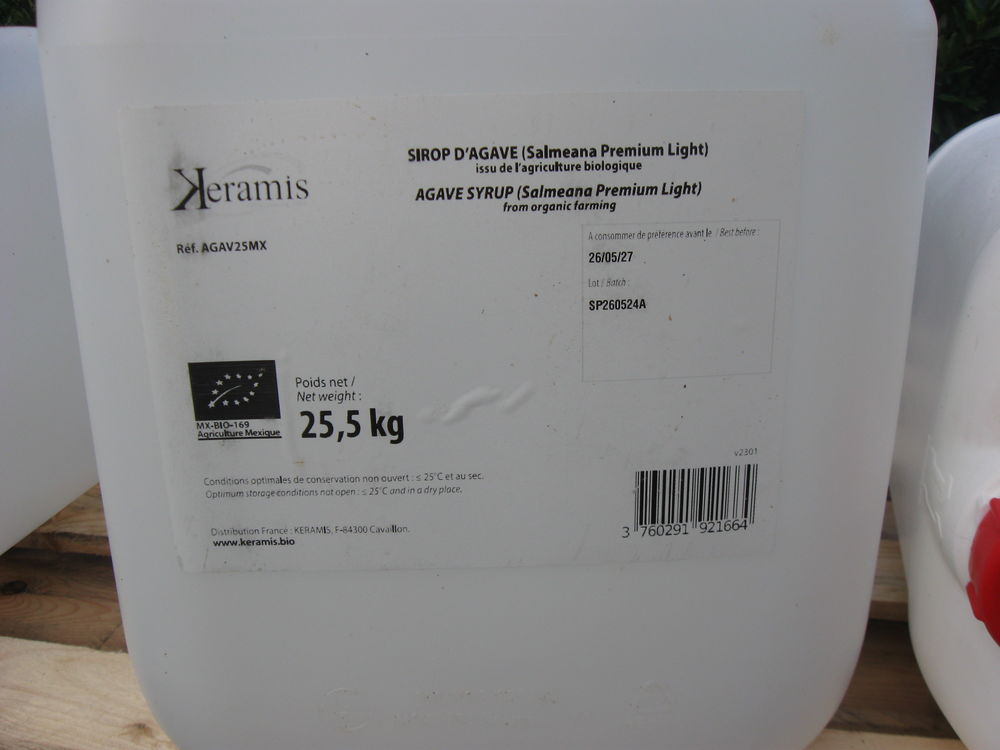 Keramis
SIROP D'AGAVE (Salmeana Premium Light)
issu de l'agriculture biologique
AGAVE SYRUP (Salmeana Premium Light)
from organic farming
Réf. AGAV25MX
A consommer de préférence avant le / Best before :
26/05/27
Lot / Batch :
SP260524A
MX-BIO-169
Agriculture Mexique
Poids net /
Net weight :
25,5 kg
v2301
Conditions optimales de conservation non ouvert : ≤ 25°C et au sec.
Optimum storage conditions not open : ≤ 25°C and in a dry place.
Distribution France : KERAMIS, F-84300 Cavaillon.
www.keramis.bio
3 760291 921664